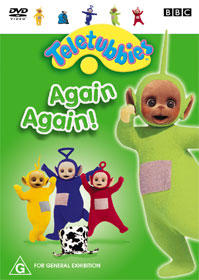 DVD
VIDEO
BBC
Teletubbies
Again
Again!
G
FOR GENERAL EXHIBITION